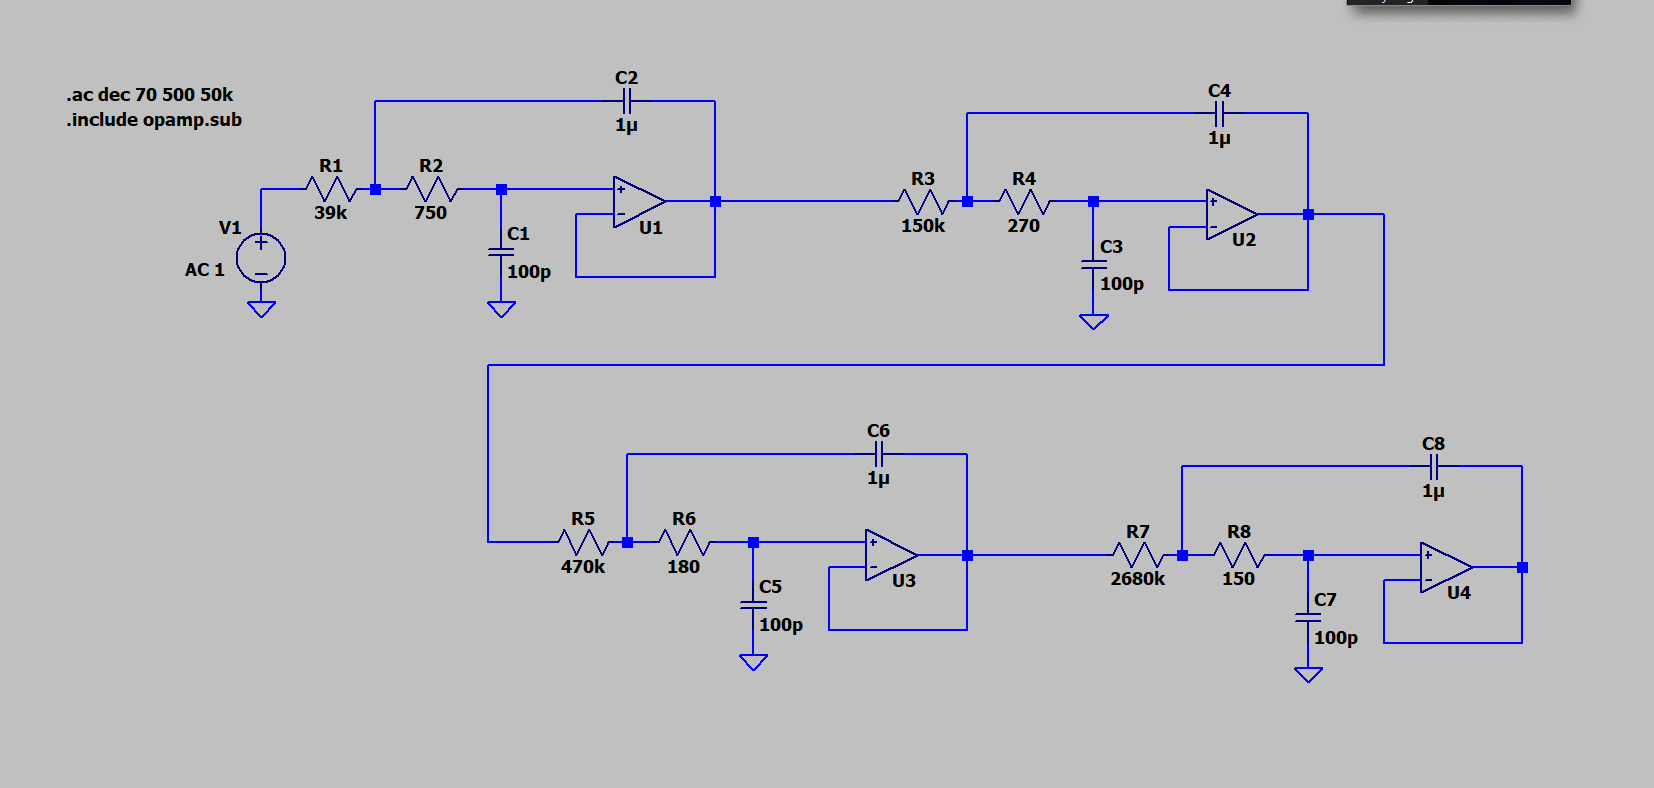 .ac dec 70 500 50k
.include opamp.sub
C2
1µ
C4
1µ
R1
39k
R2
750
R3
150k
R4
270
V1
AC 1
C1
100p
U1
C3
100p
U2
C6
1µ
C8
1µ
R5
470k
R6
180
R7
2680k
R8
150
C5
100p
U3
C7
100p
U4